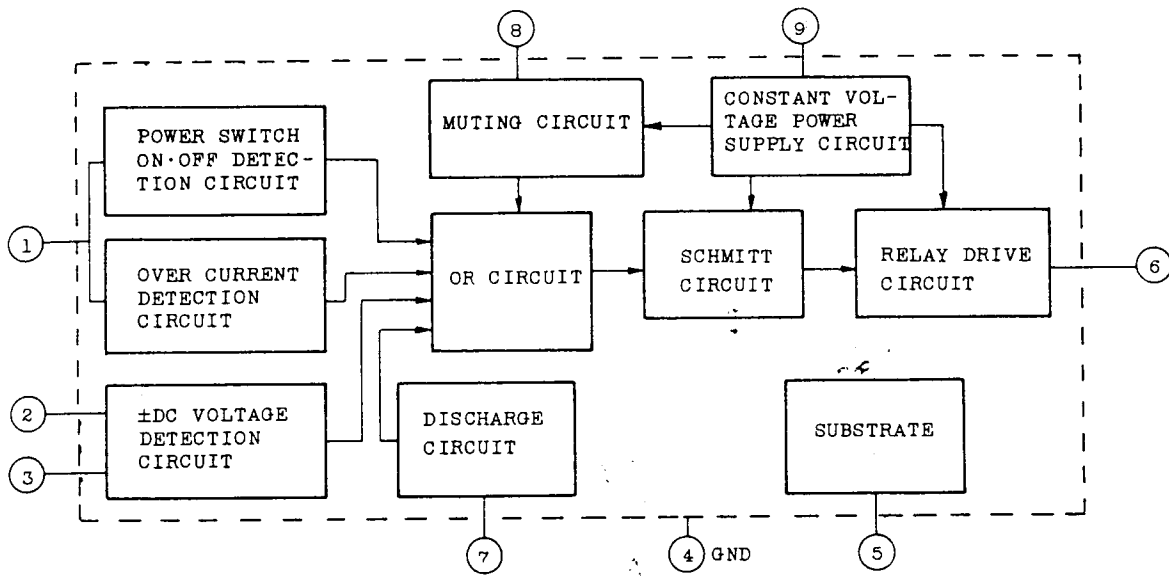 8
9
POWER SWITCH
ON·OFF DETEC-
TION CIRCUIT
MUTING CIRCUIT
CONSTANT VOL-
TAGE POWER
SUPPLY CIRCUIT
1
OVER CURRENT
DETECTION
CIRCUIT
OR CIRCUIT
SCHMITT
CIRCUIT
RELAY DRIVE
CIRCUIT
6
2
3
±DC VOLTAGE
DETECTION
CIRCUIT
DISCHARGE
CIRCUIT
SUBSTRATE
7
4 GND
5